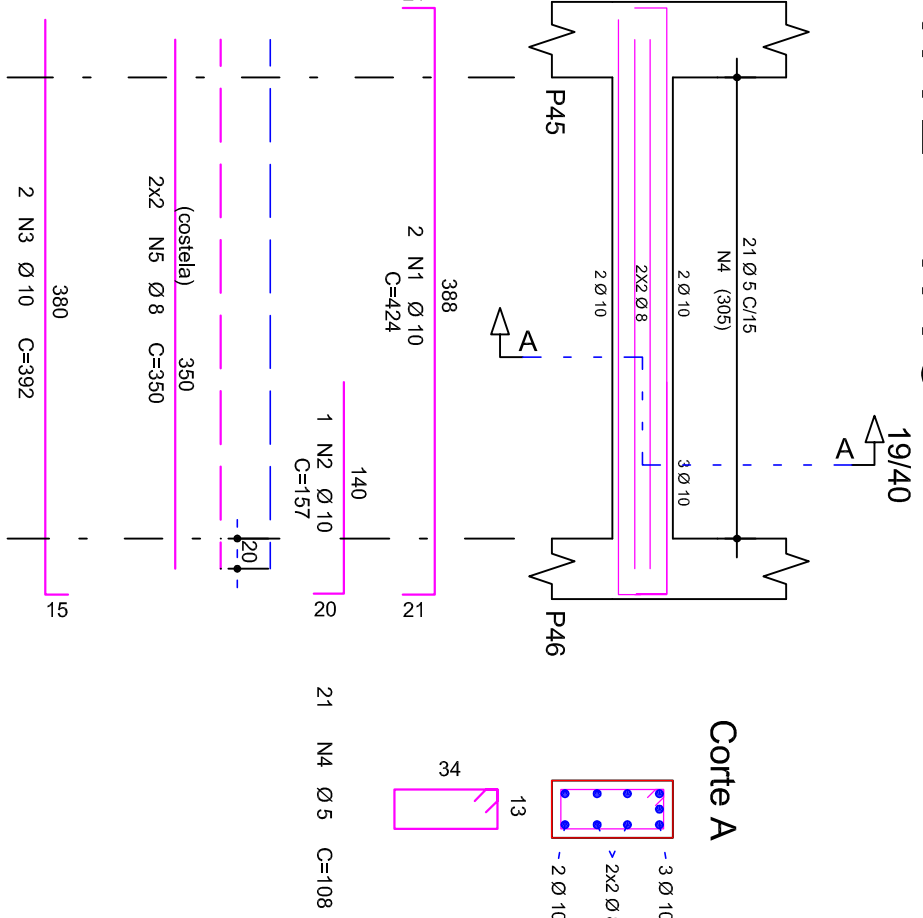 19/40
A
21 Ø 5 C/15
N4 (305)
P45
P46
2 Ø 10
3 Ø 10
2X2 Ø 8
2 Ø 10
A
388
2 N1 Ø 10
C=424
21
140
1 N2 Ø 10
C=157
20
20
(costela) 350
2x2 N5 Ø 8 C=350
380
2 N3 Ø 10 C=392
15
Corte A
3 Ø 10
2x2 Ø
2 Ø 10
13
34
21 N4 Ø 5 C=108